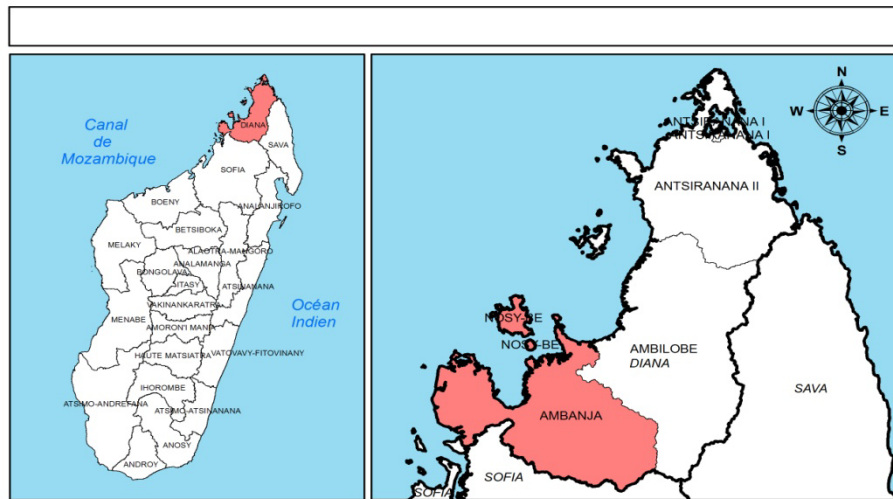 Canal
de
Mozambique
DIANA
SAVA
SOFIA
BOENY
ANALANJIROFO
BETSIBOKA
MELAKY
ALAOTRA-MANGORO
ANALAMANGA
BONGOLAVA
ITASY
ATSINANANA
VAKINANKARATRA
MENABE
AMORON'I MANIA
HAUTE MATSIATRA
VATOVAVY-FITOVINANY
IHOROMBE
ATSIMO-ANDREFANA
ATSIMO-ATSINANANA
ANOSY
ANDROY
Océan
Indien
N
W
E
S
ANTSIRANANA I
ANTSIRANANA I
ANTSIRANANA II
NOSY-BE
NOSY-BE
AMBILOBE
DIANA
SAVA
AMBANJA
SOFIA
SOFIA